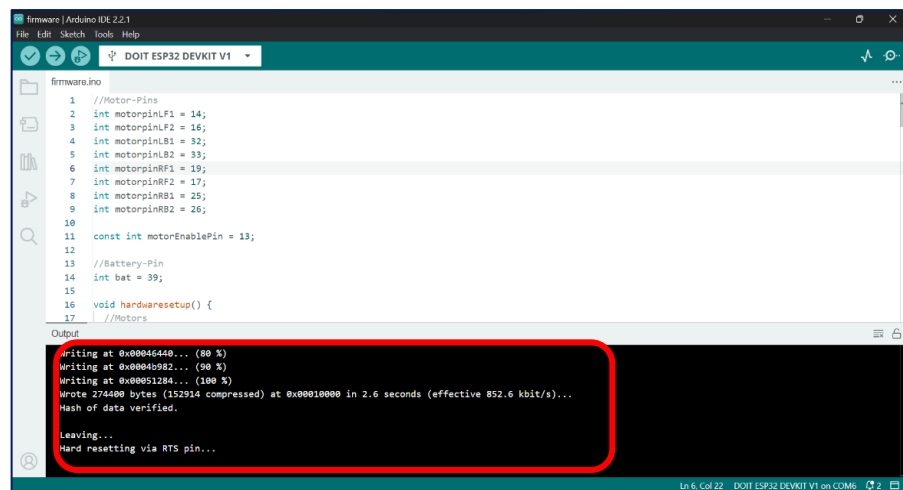 firmware | Arduino IDE 2.2.1
File Edit Sketch Tools Help
DOIT ESP32 DEVKIT V1
firmware.ino
1 //Motor-Pins
2 int motorpinLF1 = 14;
3 int motorpinLF2 = 16;
4 int motorpinLB1 = 32;
5 int motorpinLB2 = 33;
6 int motorpinRF1 = 19;
7 int motorpinRF2 = 17;
8 int motorpinRB1 = 25;
9 int motorpinRB2 = 26;
10
11 const int motorEnablePin = 13;
12
13 //Battery-Pin
14 int bat = 39;
15
16 void hardwaresetup() {
17 //Motors
Output
Writing at 0x00046440... (80 %)
Writing at 0x0004b982... (90 %)
Writing at 0x00051284... (100 %)
Wrote 274400 bytes (152914 compressed) at 0x00010000 in 2.6 seconds (effective 852.6 kbit/s)...
Hash of data verified.
Leaving...
Hard resetting via RTS pin...
Ln 6, Col 22 DOIT ESP32 DEVKIT V1 on COM6 2